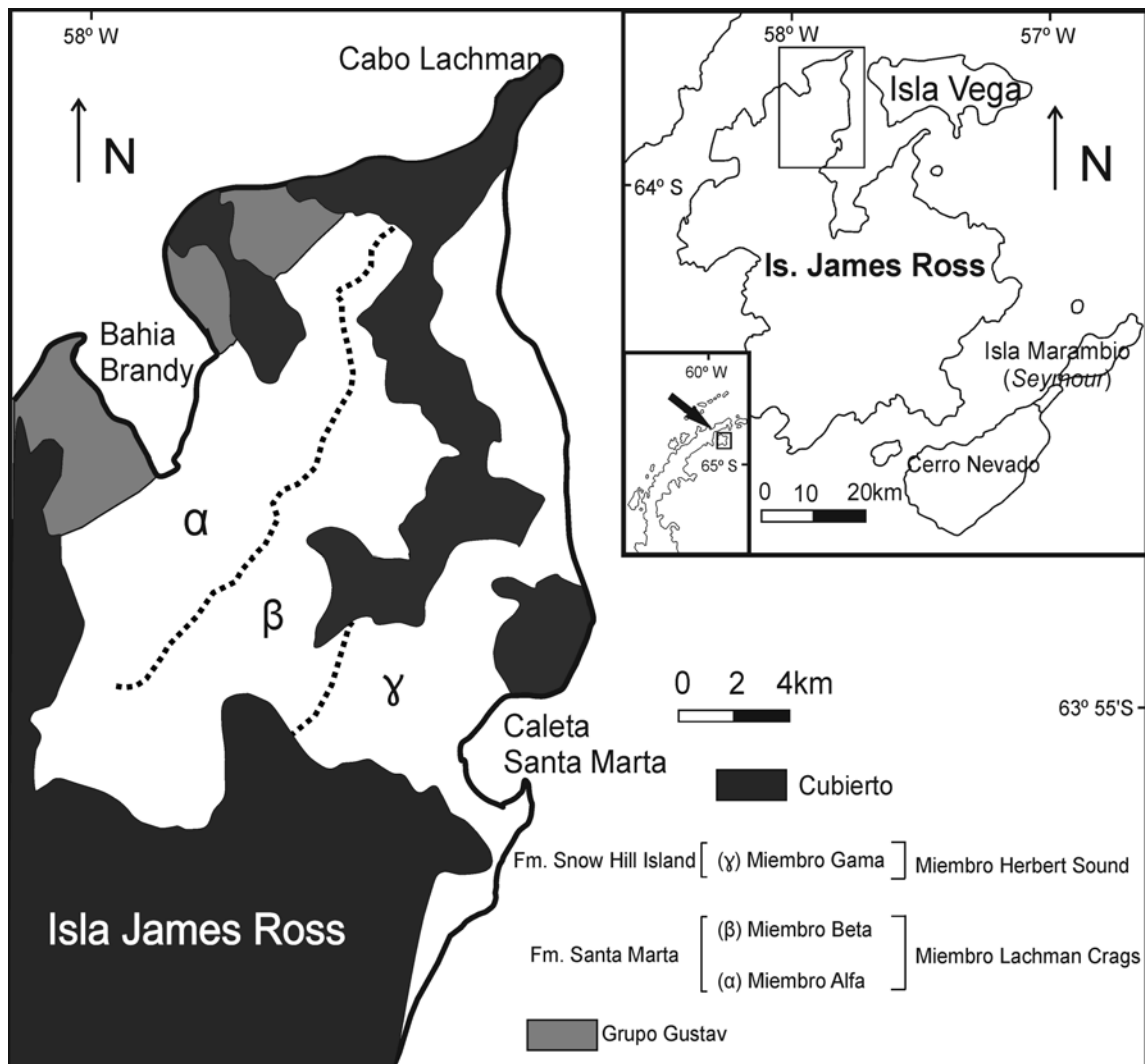 58º W
Cabo Lachman
N
Bahia
Brandy
α
β
γ
Caleta
Santa Marta
Isla James Ross
58º W
57º W
Isla Vega
N
64º S
Is. James Ross
Isla Marambio
(Seymour)
60º W
65º S
Cerro Nevado
0 10 20km
0 2 4km
63º 55'S
Cubierto
Fm. Snow Hill Island [ (γ) Miembro Gama ] Miembro Herbert Sound
Fm. Santa Marta [ (β) Miembro Beta
(α) Miembro Alfa ] Miembro Lachman Crags
Grupo Gustav